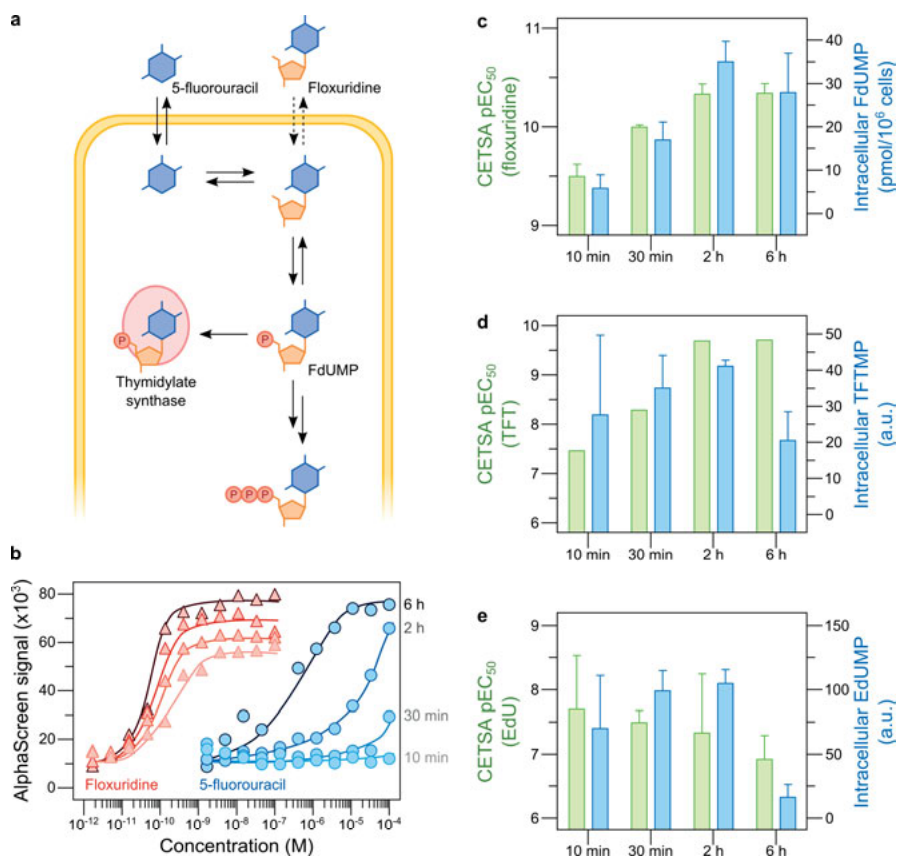 a
5-fluorouracil
Floxuridine
P
P
FdUMP
Thymidylate
synthase
P P P
b
AlphaScreen signal (x10³)
80
60
40
20
0
6 h
2 h
30 min
10 min
Floxuridine
5-fluorouracil
10⁻¹² 10⁻¹¹ 10⁻¹⁰ 10⁻⁹ 10⁻⁸ 10⁻⁷ 10⁻⁶ 10⁻⁵ 10⁻⁴
Concentration (M)
c
CETSA pEC₅₀
(floxuridine)
11
10
9
Intracellular FdUMP
(pmol/10⁶ cells)
40
30
20
10
0
10 min 30 min 2 h 6 h
d
CETSA pEC₅₀
(TFT)
10
9
8
7
6
Intracellular TFTMP
(a.u.)
50
40
30
20
10
0
10 min 30 min 2 h 6 h
e
CETSA pEC₅₀
(EdU)
9
8
7
6
Intracellular EdUMP
(a.u.)
150
100
50
0
10 min 30 min 2 h 6 h